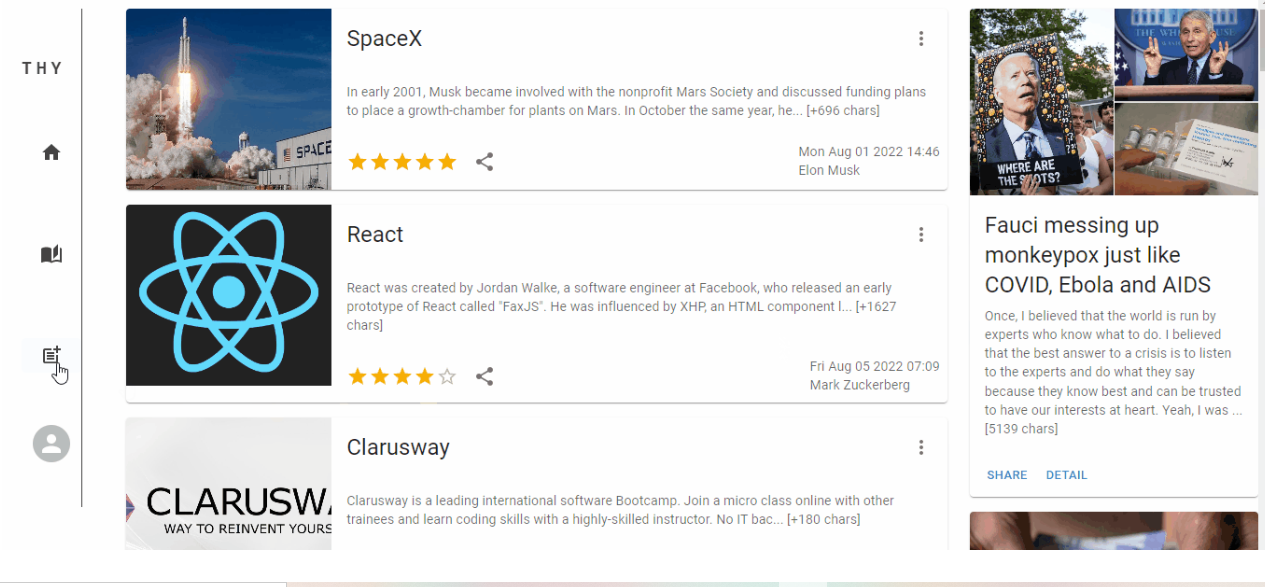 THY
SPACE
SpaceX
In early 2001, Musk became involved with the nonprofit Mars Society and discussed funding plans
to place a growth-chamber for plants on Mars. In October the same year, he... [+696 chars]
Mon Aug 01 2022 14:46
Elon Musk
React
React was created by Jordan Walke, a software engineer at Facebook, who released an early
prototype of React called "FaxJS". He was influenced by XHP, an HTML component l... [+1627
chars]
Fri Aug 05 2022 07:09
Mark Zuckerberg
CLARUSWA
WAY TO REINVENT YOURS
Clarusway
Clarusway is a leading international software Bootcamp. Join a micro class online with other
trainees and learn coding skills with a highly-skilled instructor. No IT bac... [+180 chars]
WHERE ARE
THE SHOTS?
THE WHITE HOUSE
Fauci messing up
monkeypox just like
COVID, Ebola and AIDS
Once, I believed that the world is run by
experts who know what to do. I believed
that the best answer to a crisis is to listen
to the experts and do what they say
because they know best and can be trusted
to have our interests at heart. Yeah, I was ...
[5139 chars]
SHARE DETAIL